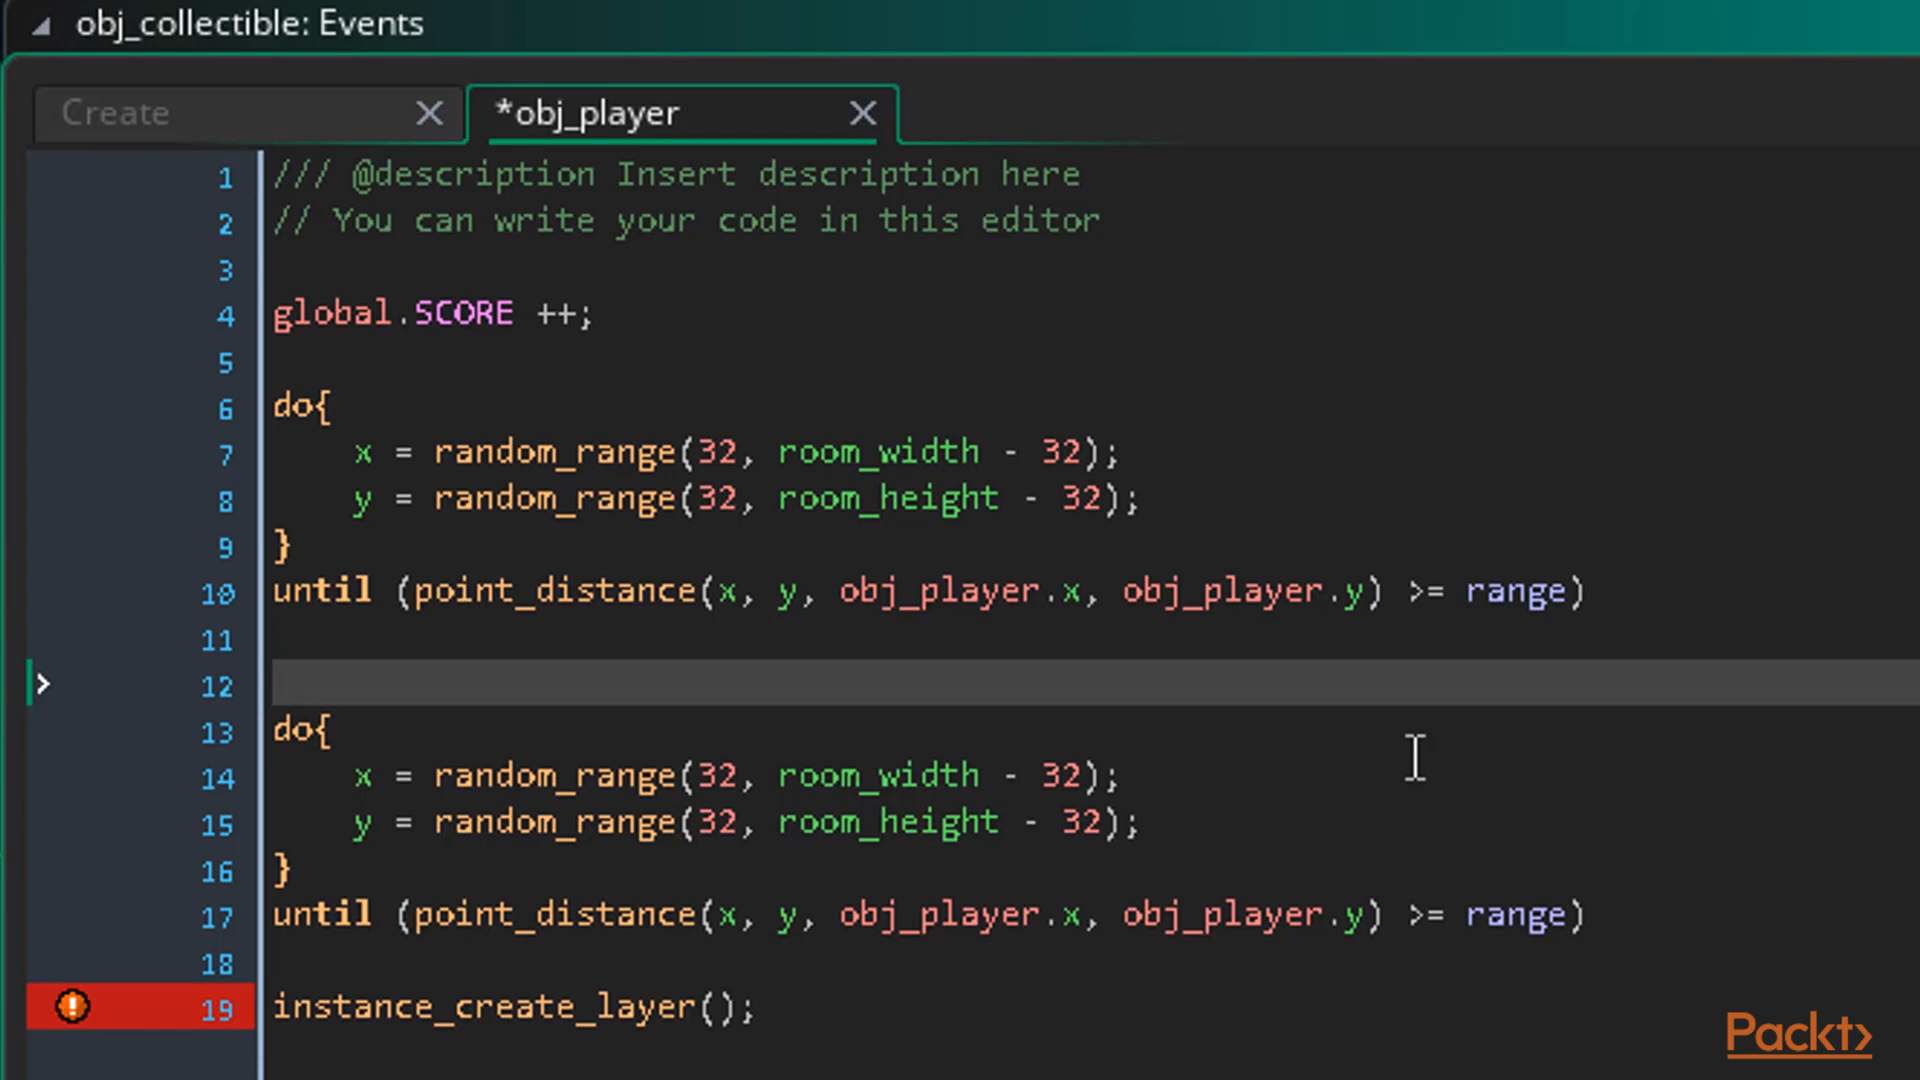 obj_collectible: Events
Create
*obj_player
1 /// @description Insert description here
2 // You can write your code in this editor
3
4 global.SCORE ++;
5
6 do{
7 x = random_range(32, room_width - 32);
8 y = random_range(32, room_height - 32);
9 }
10 until (point_distance(x, y, obj_player.x, obj_player.y) >= range)
11
12
13 do{
14 x = random_range(32, room_width - 32);
15 y = random_range(32, room_height - 32);
16 }
17 until (point_distance(x, y, obj_player.x, obj_player.y) >= range)
18
19 instance_create_layer();
Packt>